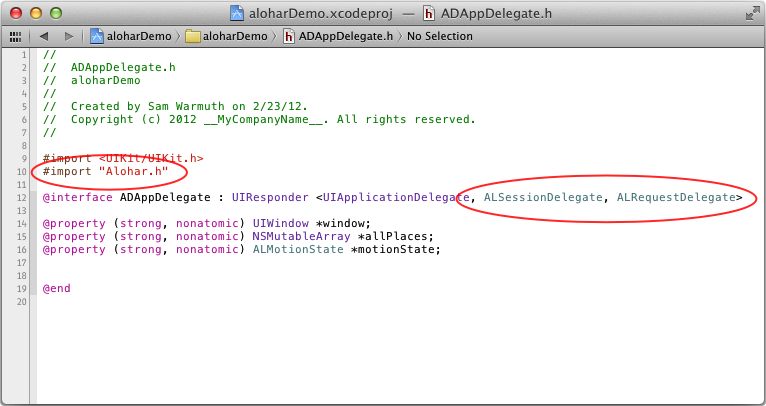 aloharDemo.xcodeproj — ADAppDelegate.h
aloharDemo 〉 aloharDemo 〉 ADAppDelegate.h 〉 No Selection
1 //
2 //  ADAppDelegate.h
3 //  aloharDemo
4 //
5 //  Created by Sam Warmuth on 2/23/12.
6 //  Copyright (c) 2012 __MyCompanyName__. All rights reserved.
7 //
8
9 #import <UIKit/UIKit.h>
10 #import "Alohar.h"
11
12 @interface ADAppDelegate : UIResponder <UIApplicationDelegate, ALSessionDelegate, ALRequestDelegate>
13
14 @property (strong, nonatomic) UIWindow *window;
15 @property (strong, nonatomic) NSMutableArray *allPlaces;
16 @property (strong, nonatomic) ALMotionState *motionState;
17
18
19 @end
20